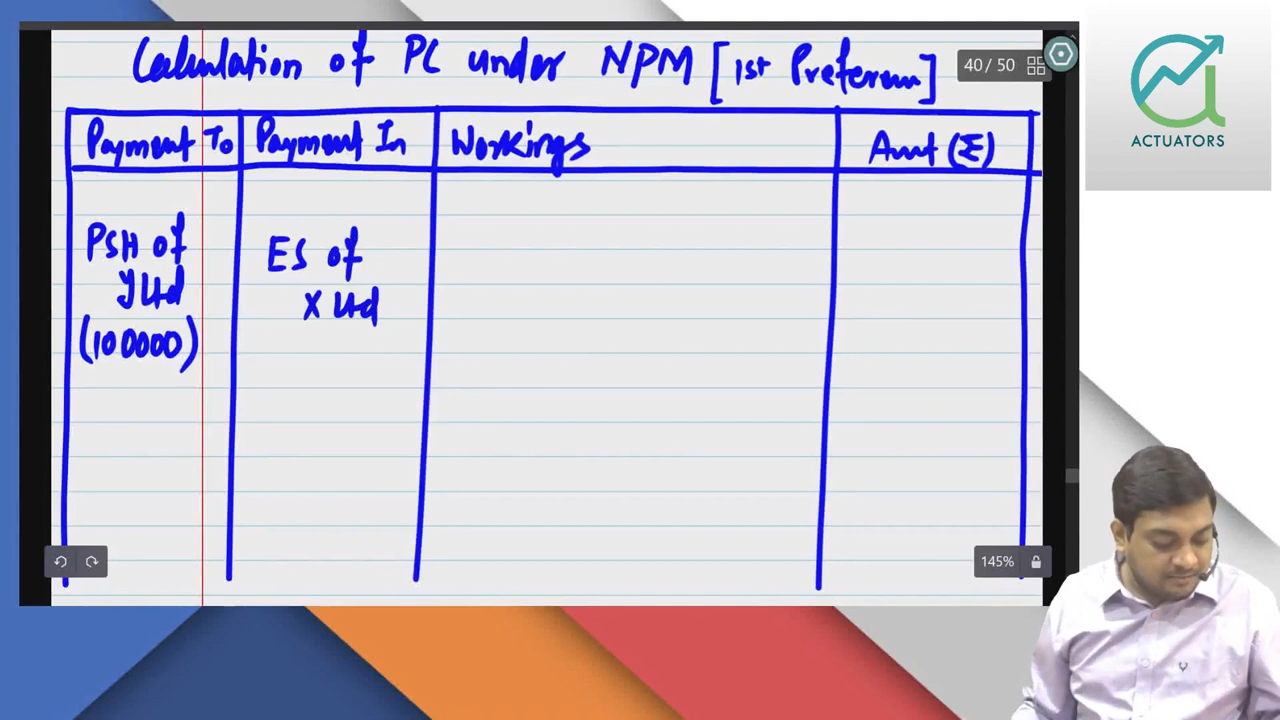 Calculation of PC under NPM [1st Preferen]
40 / 50
Payment To Payment In Workings Amt (₹)
PSH of
Y Ltd
(100000)
ES of
X Ltd
145%
ACTUATORS